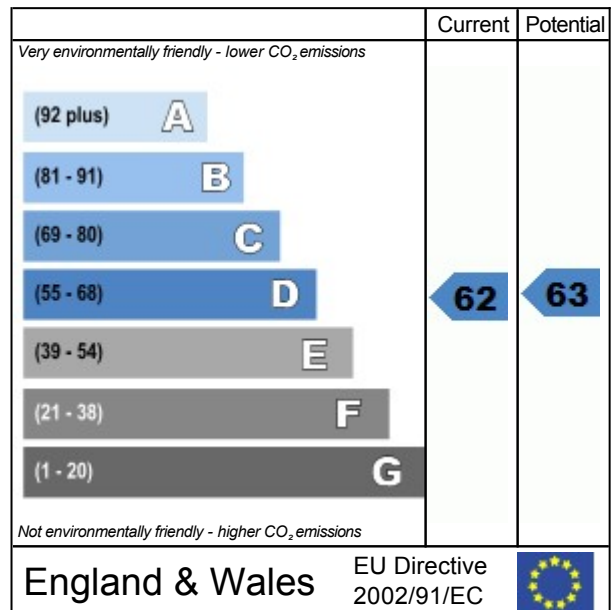 Current Potential
Very environmentally friendly - lower CO₂ emissions
(92 plus) A
(81 - 91) B
(69 - 80) C
(55 - 68) D 62 63
(39 - 54) E
(21 - 38) F
(1 - 20) G
Not environmentally friendly - higher CO₂ emissions
England & Wales EU Directive
2002/91/EC